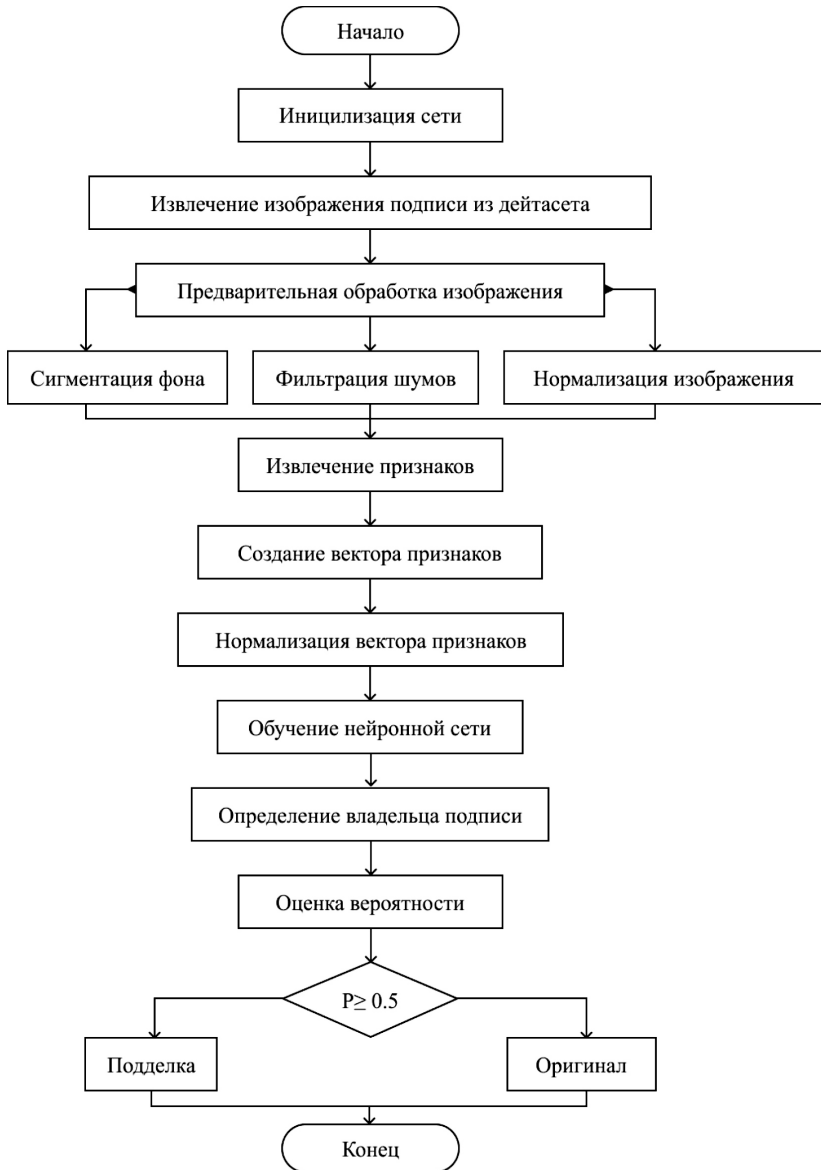 Начало
Иницилизация сети
Извлечение изображения подписи из дейтасета
Предварительная обработка изображения
Сигментация фона
Фильтрация шумов
Нормализация изображения
Извлечение признаков
Создание вектора признаков
Нормализация вектора признаков
Обучение нейронной сети
Определение владельца подписи
Оценка вероятности
P≥ 0.5
Подделка
Оригинал
Конец